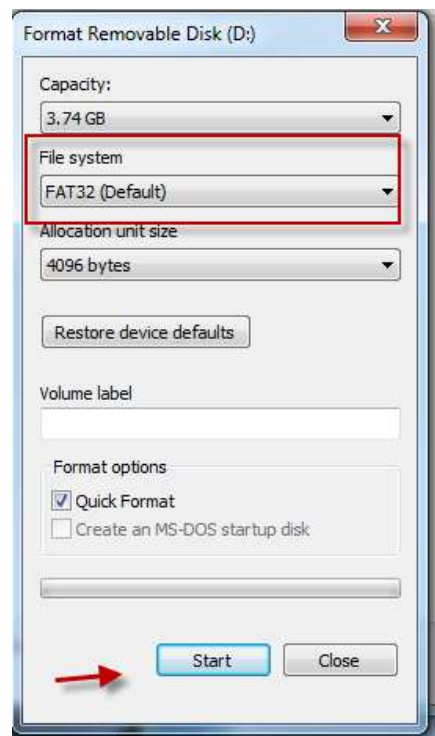 Format Removable Disk (D:)
Capacity:
3.74 GB
File system
FAT32 (Default)
Allocation unit size
4096 bytes
Restore device defaults
Volume label
Format options
Quick Format
Create an MS-DOS startup disk
Start Close